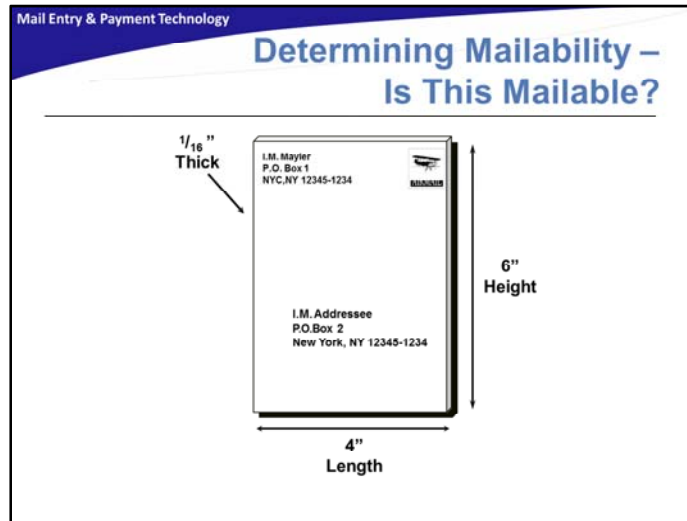 Mail Entry & Payment Technology
Determining Mailability –
Is This Mailable?
1/16 ”
Thick
I.M. Mayler
P.O. Box 1
NYC,NY 12345-1234
6”
Height
I.M. Addressee
P.O.Box 2
New York, NY 12345-1234
4”
Length